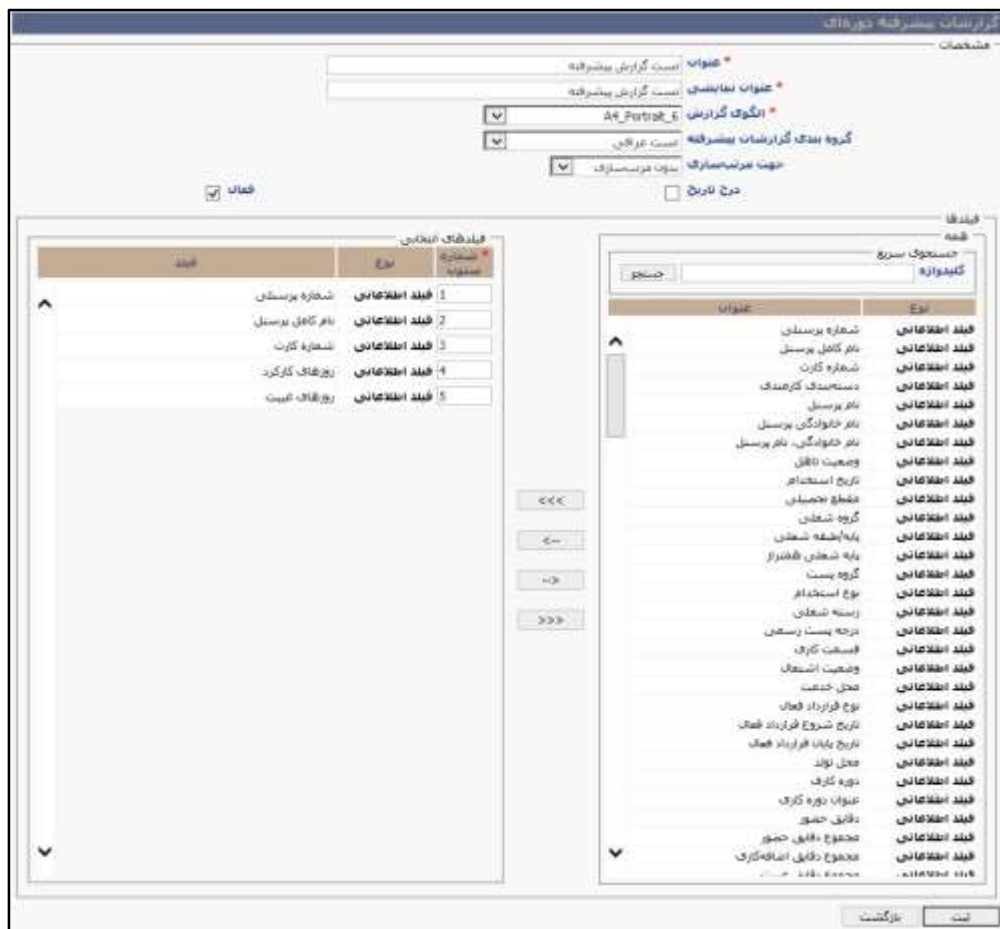 گزارشات پیشرفته دوره‌ای
مشخصات
* عنوان تست گزارش پیشرفته
* عنوان نمایشی تست گزارش پیشرفته
* الگوی گزارش A4_Portrait_6
گروه بندی گزارشات پیشرفته تست عراقی
جهت مرتب‌سازی بدون مرتب‌سازی
درج تاریخ فعال
فیلدها
همه
جستجوی سریع
کلیدواژه جستجو
نوع عنوان
فیلد اطلاعاتی شماره پرسنلی
فیلد اطلاعاتی نام کامل پرسنل
فیلد اطلاعاتی شماره کارت
فیلد اطلاعاتی دسته‌بندی کارمندی
فیلد اطلاعاتی نام پرسنل
فیلد اطلاعاتی نام خانوادگی پرسنل
فیلد اطلاعاتی نام خانوادگی، نام پرسنل
فیلد اطلاعاتی وضعیت تاهل
فیلد اطلاعاتی تاریخ استخدام
فیلد اطلاعاتی مقطع تحصیلی
فیلد اطلاعاتی گروه شغلی
فیلد اطلاعاتی پایه/طبقه شغلی
فیلد اطلاعاتی پایه شغلی همتراز
فیلد اطلاعاتی گروه پست
فیلد اطلاعاتی نوع استخدام
فیلد اطلاعاتی رسته شغلی
فیلد اطلاعاتی درجه پست رسمی
فیلد اطلاعاتی قسمت کاری
فیلد اطلاعاتی وضعیت اشتغال
فیلد اطلاعاتی محل خدمت
فیلد اطلاعاتی نوع قرارداد فعال
فیلد اطلاعاتی تاریخ شروع قرارداد فعال
فیلد اطلاعاتی تاریخ پایان قرارداد فعال
فیلد اطلاعاتی محل تولد
فیلد اطلاعاتی دوره کاری
فیلد اطلاعاتی عنوان دوره کاری
فیلد اطلاعاتی دقایق حضور
فیلد اطلاعاتی مجموع دقایق حضور
فیلد اطلاعاتی مجموع دقایق اضافه‌کاری
<<<
<--
-->
>>>
فیلدهای انتخابی
* شماره ستون نوع فیلد
1 فیلد اطلاعاتی شماره پرسنلی
2 فیلد اطلاعاتی نام کامل پرسنل
3 فیلد اطلاعاتی شماره کارت
4 فیلد اطلاعاتی روزهای کارکرد
5 فیلد اطلاعاتی روزهای غیبت
ثبت بازگشت